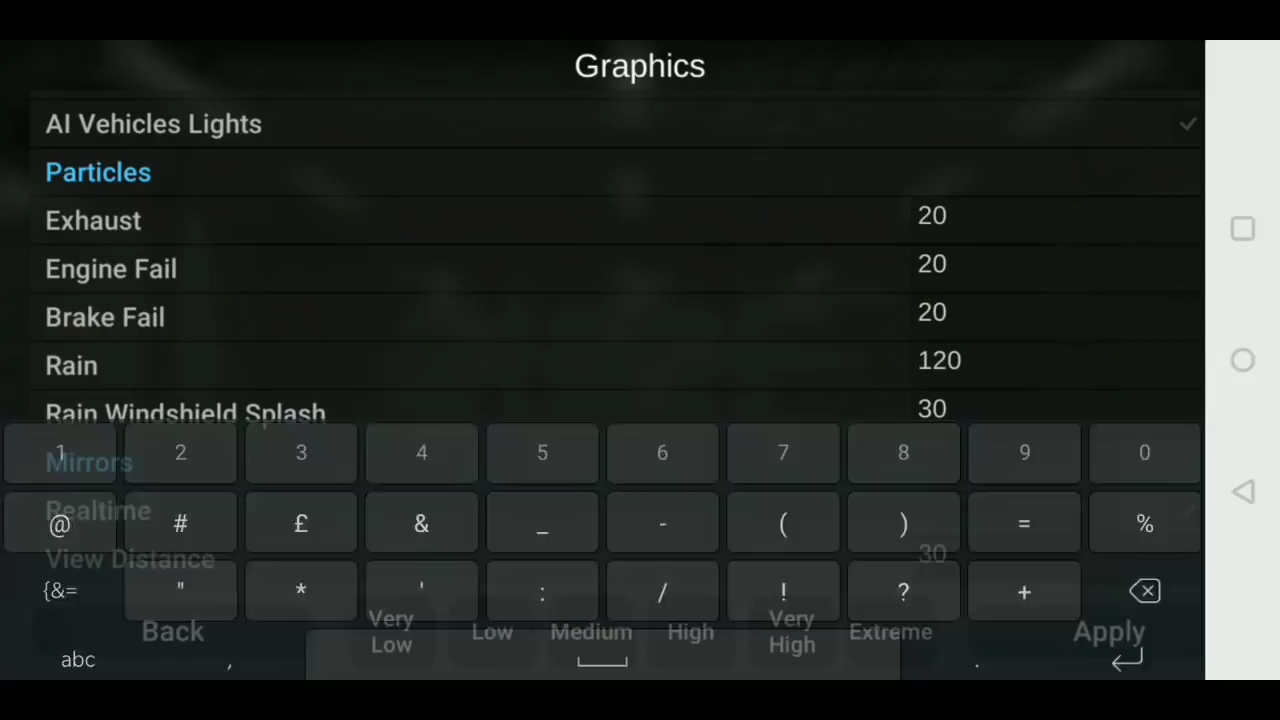 Graphics
AI Vehicles Lights
Particles
Exhaust 20
Engine Fail 20
Brake Fail 20
Rain 120
Rain Windshield Splash 30
1 2 3 4 5 6 7 8 9 0
Mirrors
Realtime
@ # £ & _ - ( ) = %
View Distance 30
{&= " * ' : / ! ? +
Back Very Low Low Medium High Very High Extreme Apply
abc , .